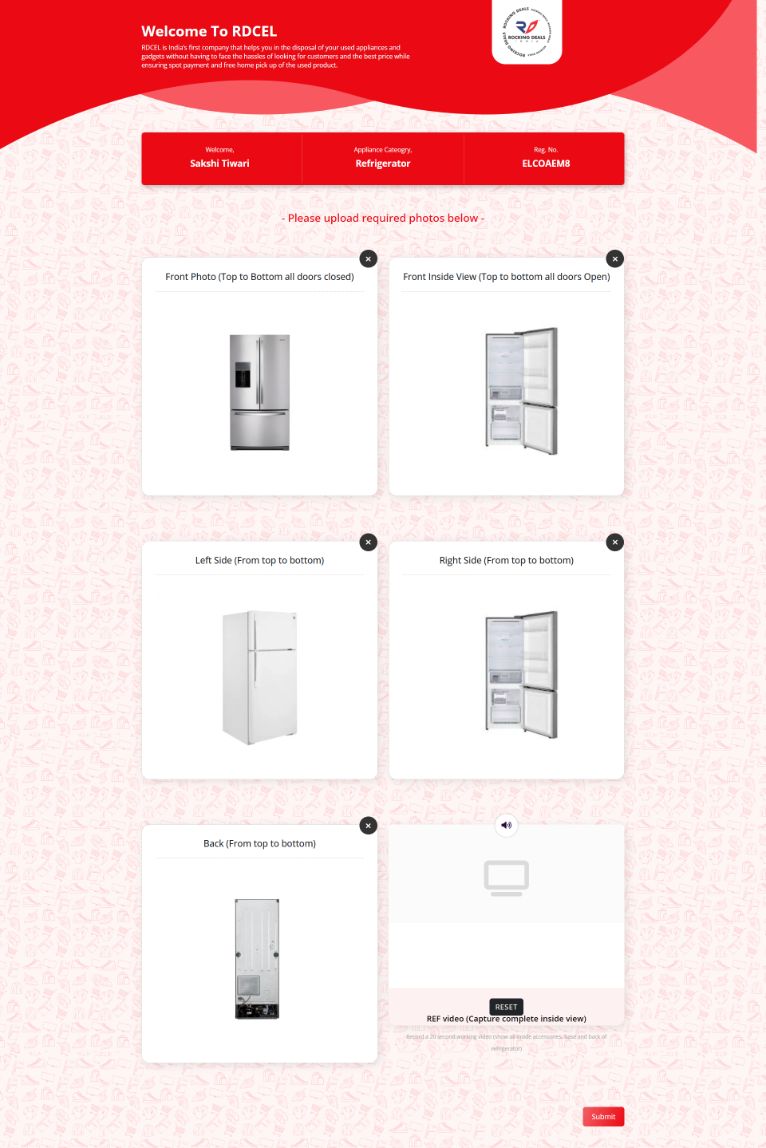 Welcome To RDCEL
RDCEL is India's first company that helps you in the disposal of your used appliances and
gadgets without having to face the hassles of looking for customers and the best price while
ensuring spot payment and free home pick up of the used product.
ROCKING DEALS
Welcome,
Sakshi Tiwari
Appliance Cateogry,
Refrigerator
Reg. No.
ELCOAEM8
- Please upload required photos below -
Front Photo (Top to Bottom all doors closed)
Front Inside View (Top to bottom all doors Open)
Left Side (From top to bottom)
Right Side (From top to bottom)
Back (From top to bottom)
RESET
REF video (Capture complete inside view)
Record a 20 second working video (show all inside accessories, base and back of
refrigerator)
Submit